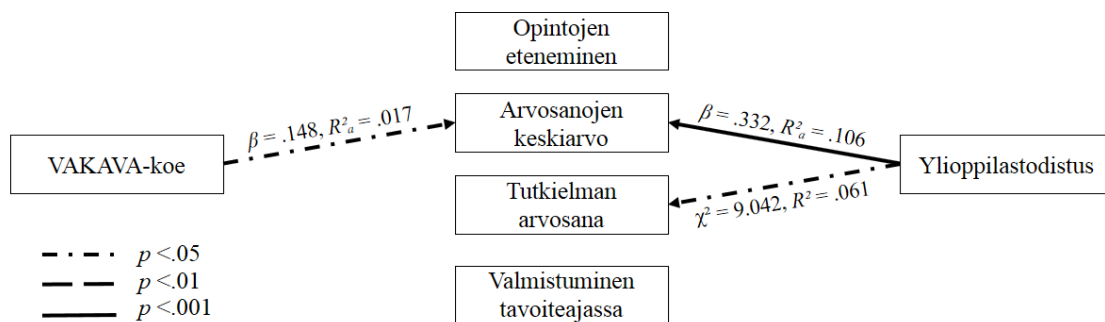 Opintojen
eteneminen
β = .148, R²ₐ = .017
Arvosanojen
keskiarvo
β = .332, R²ₐ = .106
VAKAVA-koe
Ylioppilastodistus
Tutkielman
arvosana
χ² = 9.042, R² = .061
Valmistuminen
tavoiteajassa
p <.05
p <.01
p <.001